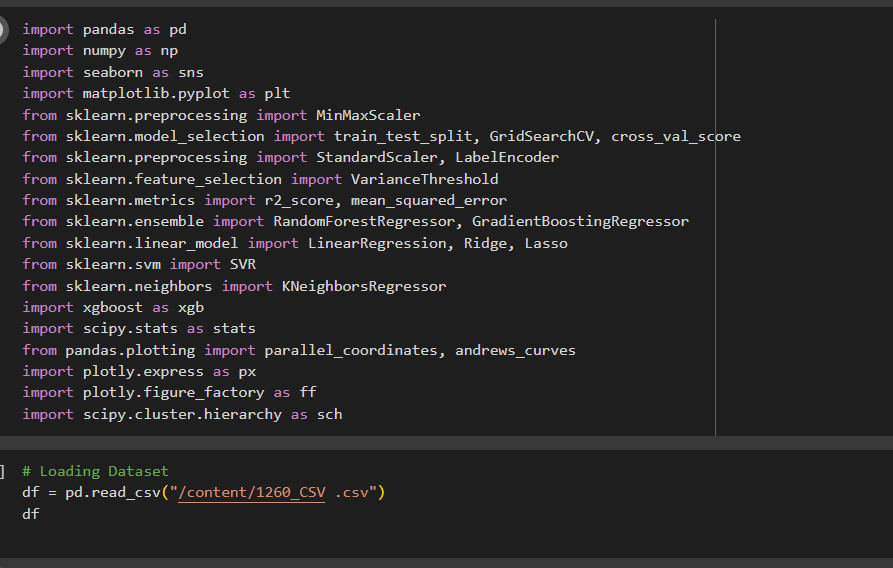 import pandas as pd
import numpy as np
import seaborn as sns
import matplotlib.pyplot as plt
from sklearn.preprocessing import MinMaxScaler
from sklearn.model_selection import train_test_split, GridSearchCV, cross_val_score
from sklearn.preprocessing import StandardScaler, LabelEncoder
from sklearn.feature_selection import VarianceThreshold
from sklearn.metrics import r2_score, mean_squared_error
from sklearn.ensemble import RandomForestRegressor, GradientBoostingRegressor
from sklearn.linear_model import LinearRegression, Ridge, Lasso
from sklearn.svm import SVR
from sklearn.neighbors import KNeighborsRegressor
import xgboost as xgb
import scipy.stats as stats
from pandas.plotting import parallel_coordinates, andrews_curves
import plotly.express as px
import plotly.figure_factory as ff
import scipy.cluster.hierarchy as sch
] # Loading Dataset
df = pd.read_csv("/content/1260_CSV .csv")
df